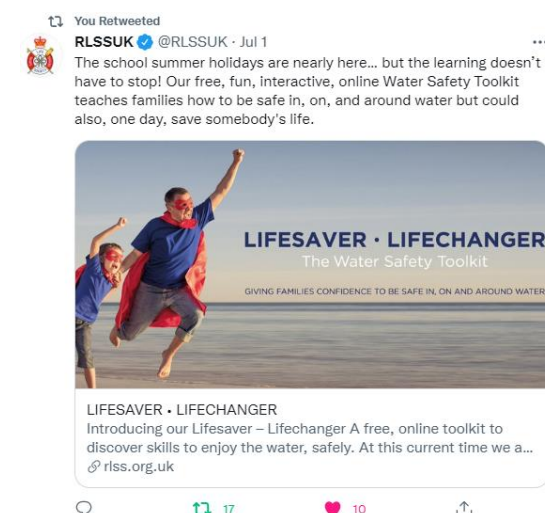 You Retweeted
RLSSUK @RLSSUK · Jul 1
The school summer holidays are nearly here... but the learning doesn't
have to stop! Our free, fun, interactive, online Water Safety Toolkit
teaches families how to be safe in, on, and around water but could
also, one day, save somebody's life.
LIFESAVER · LIFECHANGER
The Water Safety Toolkit
GIVING FAMILIES CONFIDENCE TO BE SAFE IN, ON AND AROUND WATER
LIFESAVER • LIFECHANGER
Introducing our Lifesaver – Lifechanger A free, online toolkit to
discover skills to enjoy the water, safely. At this current time we a...
rlss.org.uk
17 10